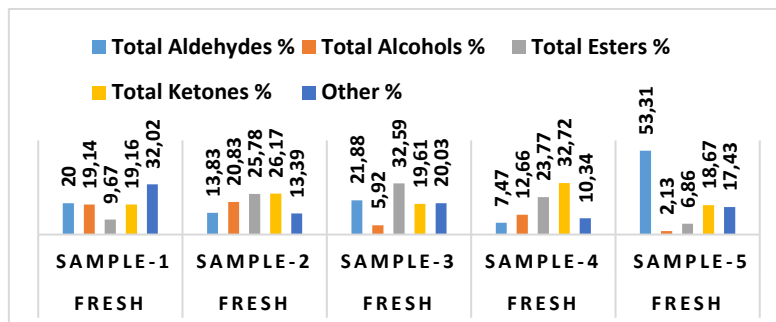 Total Aldehydes % Total Alcohols % Total Esters %
Total Ketones % Other %
20 19,14 9,67 19,16 32,02
13,83 20,83 25,78 26,17 13,39
21,88 5,92 32,59 19,61 20,03
7,47 12,66 23,77 32,72 10,34
53,31 2,13 6,86 18,67 17,43
SAMPLE-1 SAMPLE-2 SAMPLE-3 SAMPLE-4 SAMPLE-5
FRESH FRESH FRESH FRESH FRESH